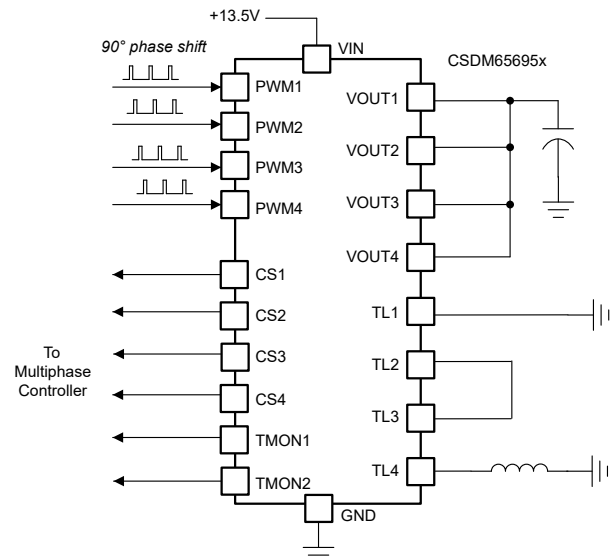 +13.5V
90° phase shift
VIN
CSDM65695x
PWM1
PWM2
PWM3
PWM4
VOUT1
VOUT2
VOUT3
VOUT4
CS1
CS2
CS3
CS4
TMON1
TMON2
TL1
TL2
TL3
TL4
To
Multiphase
Controller
GND